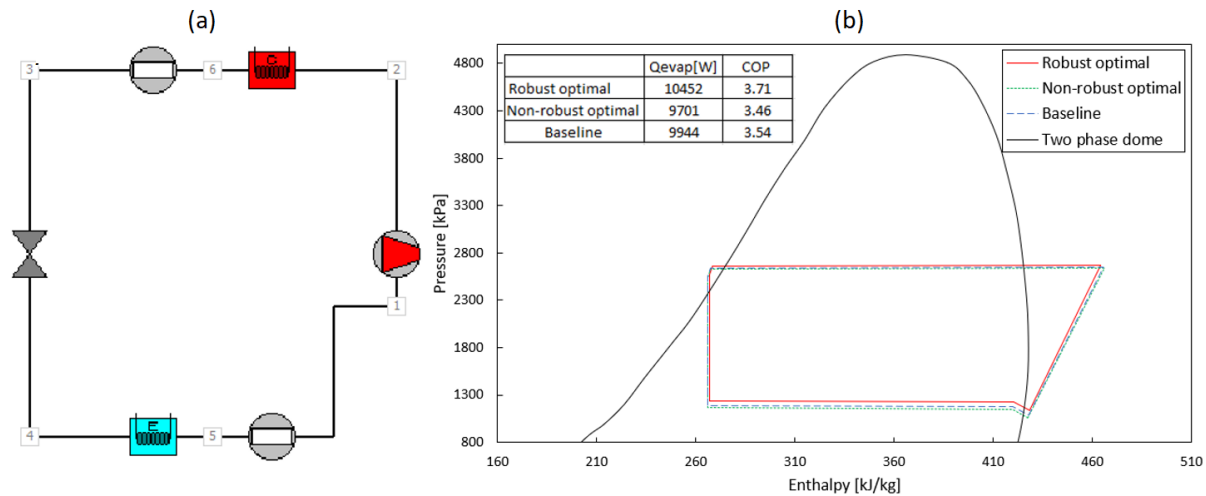 (a)
3
6
C
2
1
4
E
5
(b)
Qevap[W] COP
Robust optimal 10452 3.71
Non-robust optimal 9701 3.46
Baseline 9944 3.54
Robust optimal
Non-robust optimal
Baseline
Two phase dome
Pressure [kPa]
4800
4300
3800
3300
2800
2300
1800
1300
800
160 210 260 310 360 410 460 510
Enthalpy [kJ/kg]